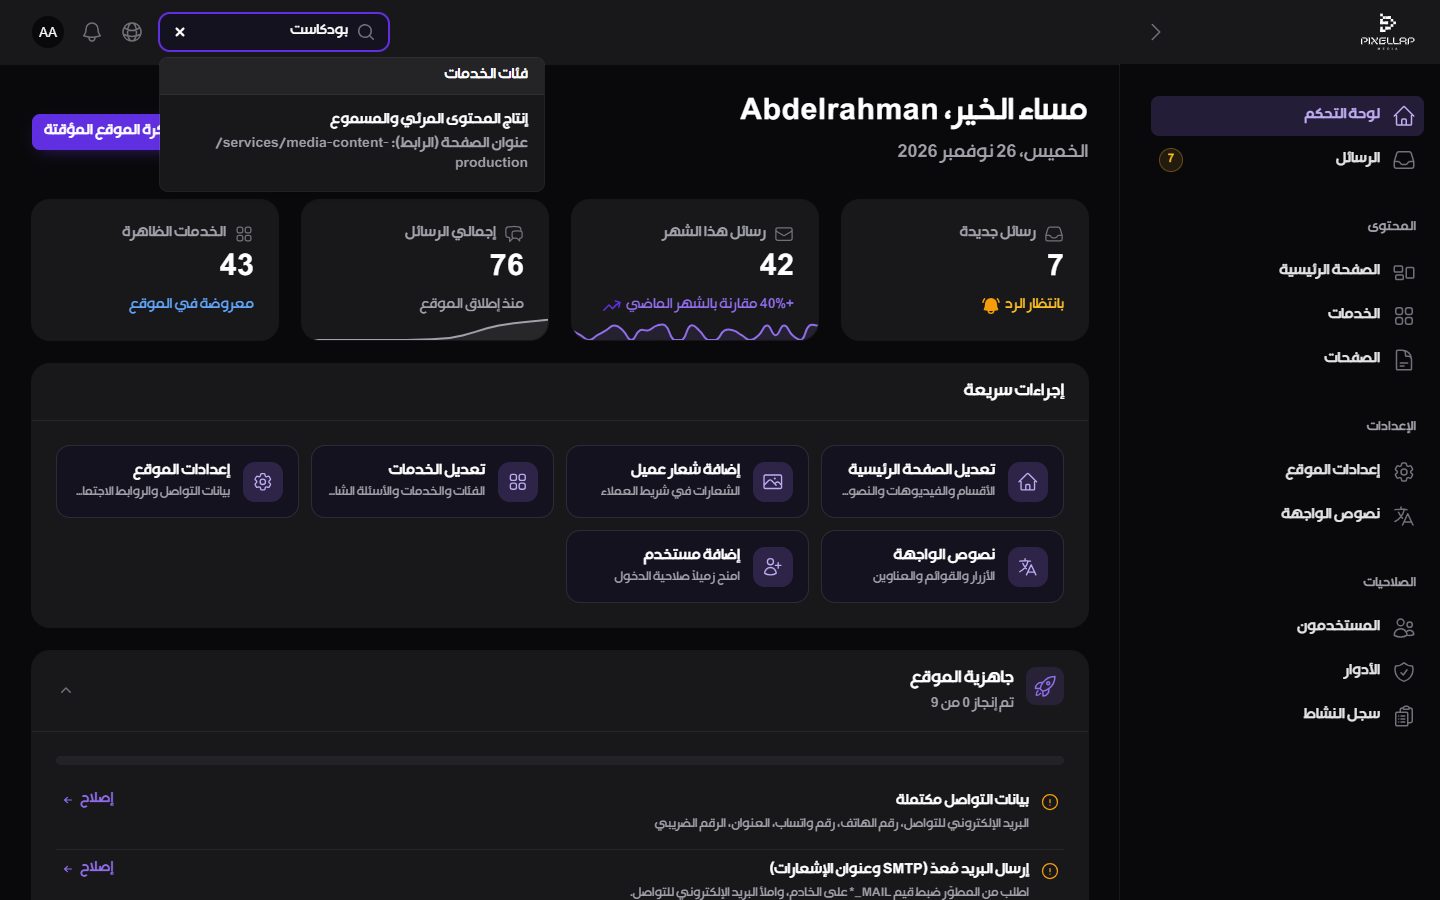 PIXELLAP
MEDIA
بودكاست
AA
فئات الخدمات
إنتاج المحتوى المرئي والمسموع
عنوان الصفحة (الرابط): /services/media-content-
production
لوحة التحكم
الرسائل
7
المحتوى
الصفحة الرئيسية
الخدمات
الصفحات
الإعدادات
إعدادات الموقع
نصوص الواجهة
الصلاحيات
المستخدمون
الأدوار
سجل النشاط
مساء الخير، Abdelrahman
الخميس، 26 نوفمبر 2026
كرة الموقع المؤقتة
رسائل جديدة
7
بانتظار الرد
رسائل هذا الشهر
42
+40% مقارنة بالشهر الماضي
إجمالي الرسائل
76
منذ إطلاق الموقع
الخدمات الظاهرة
43
معروضة في الموقع
إجراءات سريعة
تعديل الصفحة الرئيسية
الأقسام والفيديوهات والنصو...
إضافة شعار عميل
الشعارات في شريط العملاء
تعديل الخدمات
الفئات والخدمات والأسئلة الشا...
إعدادات الموقع
بيانات التواصل والروابط الاجتما...
نصوص الواجهة
الأزرار والقوائم والعناوين
إضافة مستخدم
امنح زميلاً صلاحية الدخول
جاهزية الموقع
تم إنجاز 0 من 9
بيانات التواصل مكتملة
البريد الإلكتروني للتواصل، رقم الهاتف، رقم واتساب، العنوان، الرقم الضريبي
إصلاح
إرسال البريد مُعدّ (SMTP وعنوان الإشعارات)
اطلب من المطوّر ضبط قيم MAIL_* على الخادم، واملأ البريد الإلكتروني للتواصل.
إصلاح